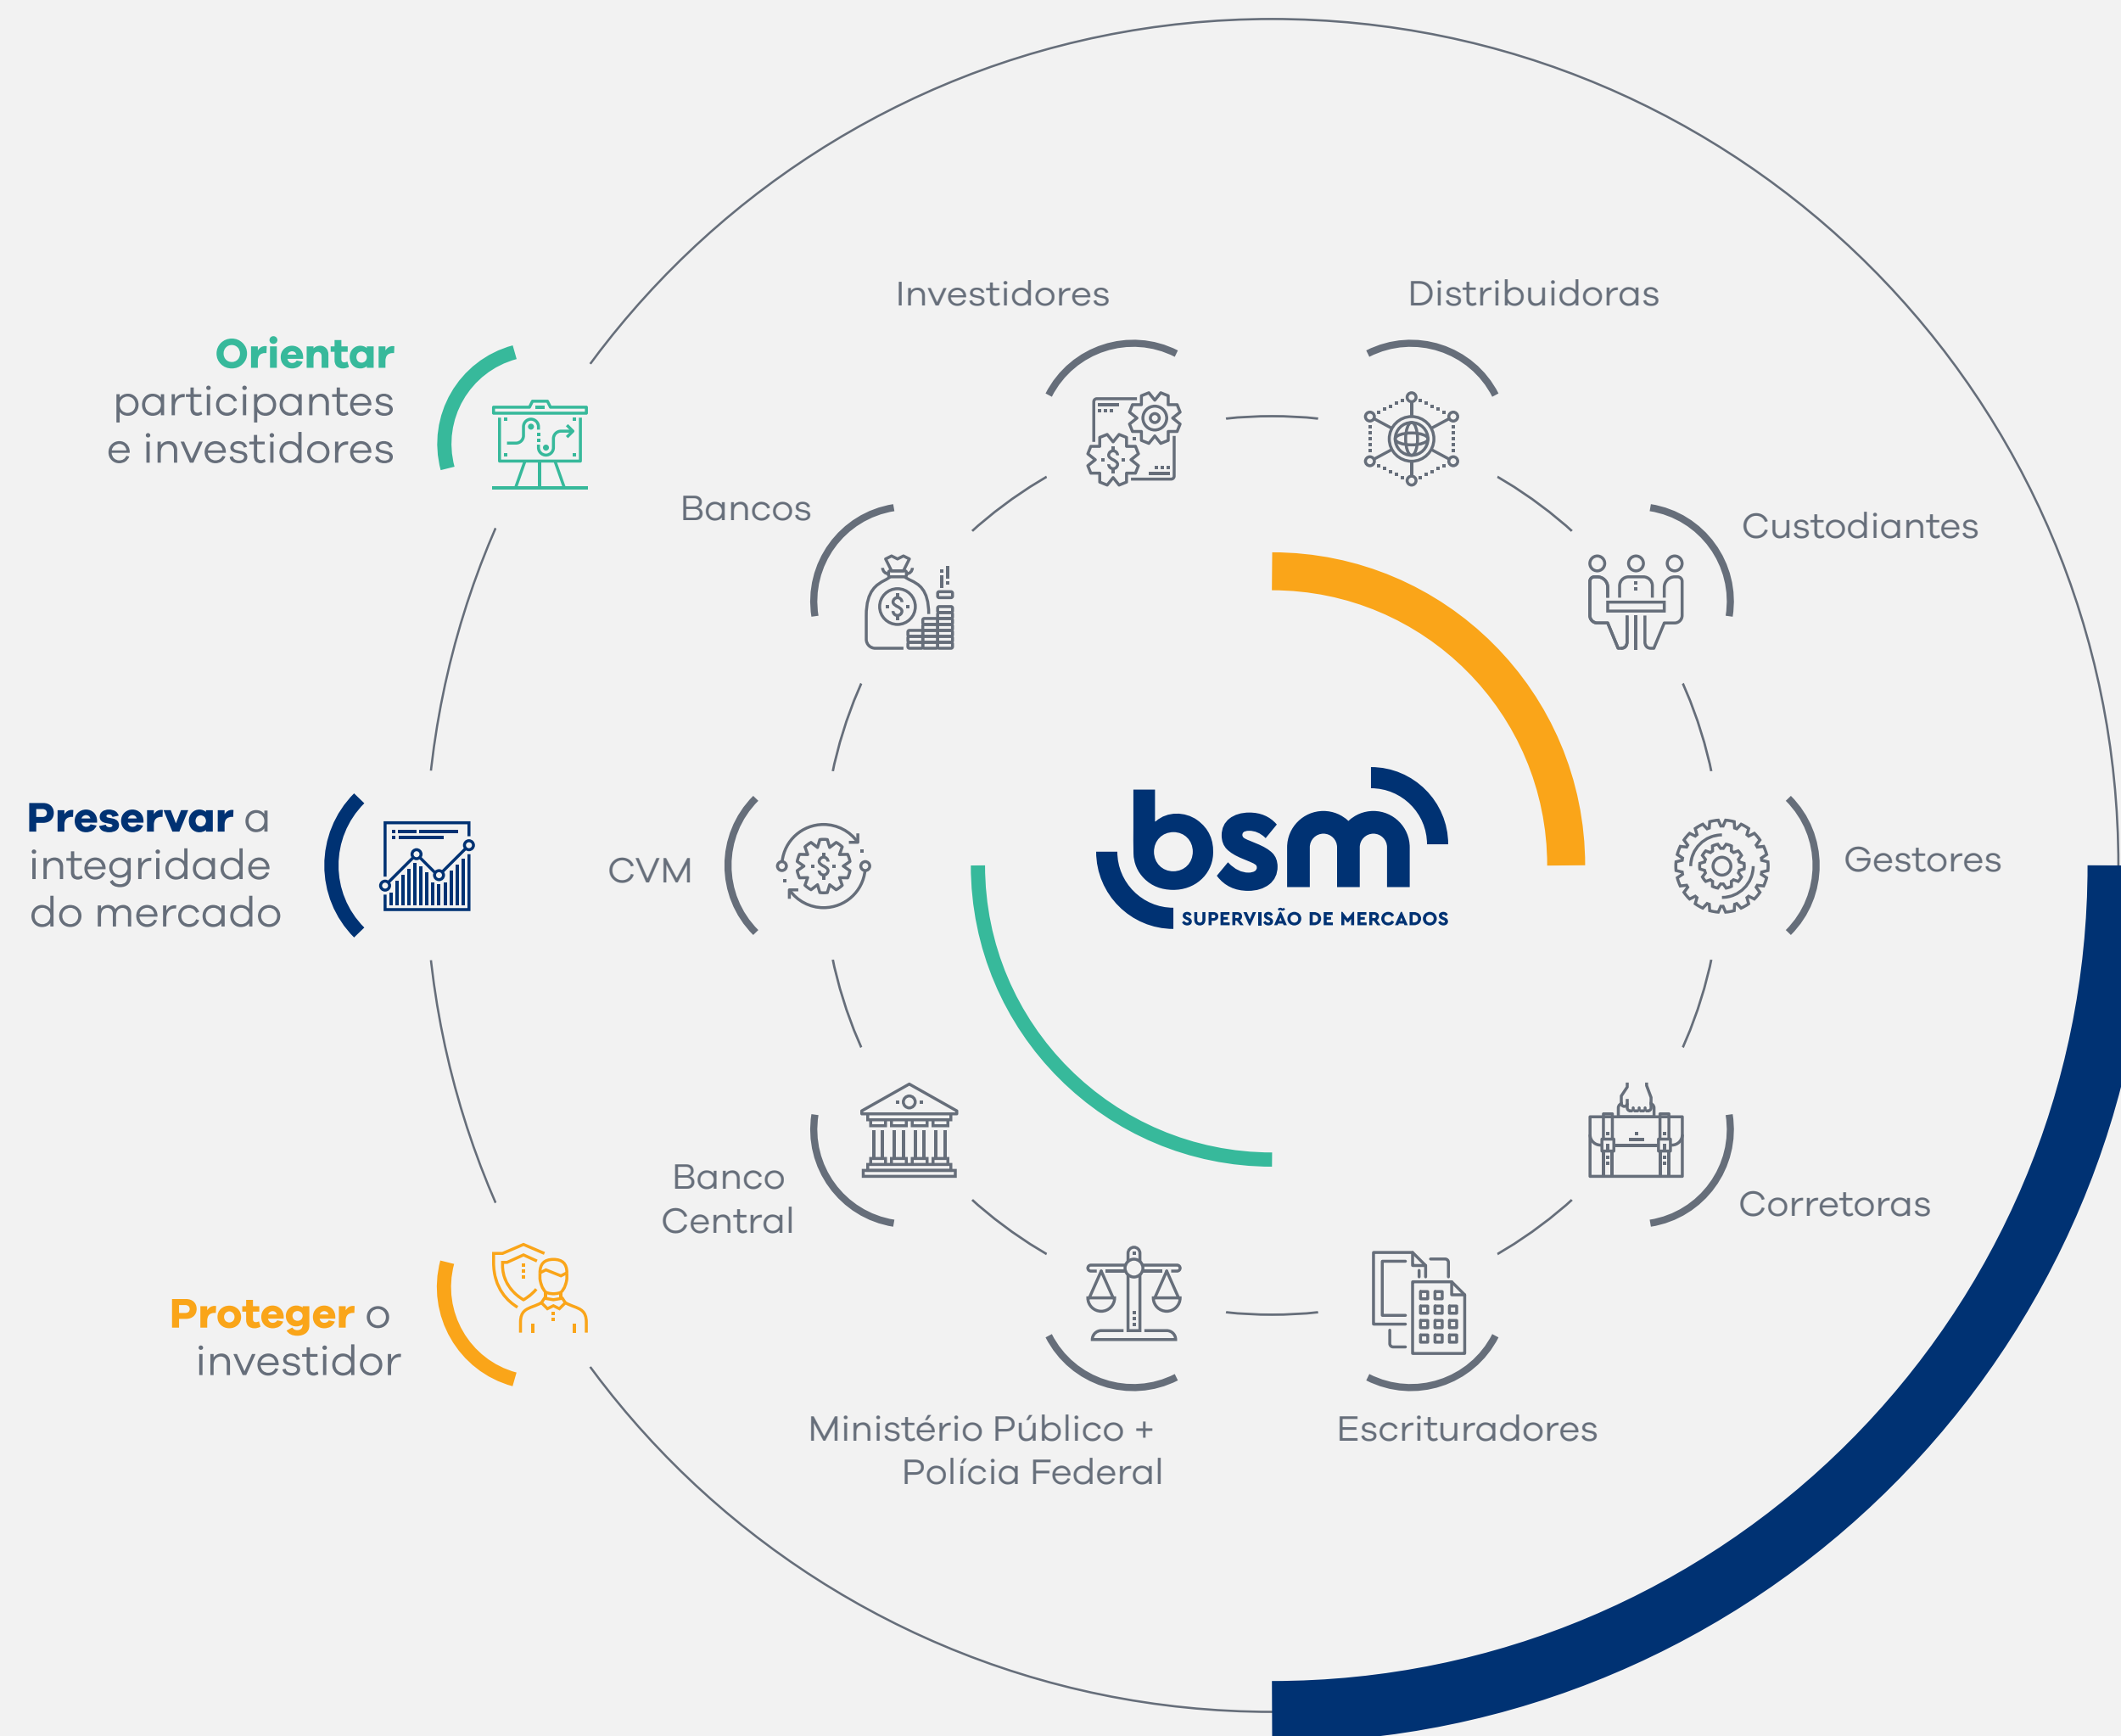 Orientar
participantes
e investidores
Preservar a
integridade
do mercado
Proteger o
investidor
Investidores
Distribuidoras
Custodiantes
Gestores
Corretoras
Escrituradores
Ministério Público +
Polícia Federal
Banco
Central
CVM
Bancos
bsm
SUPERVISÃO DE MERCADOS